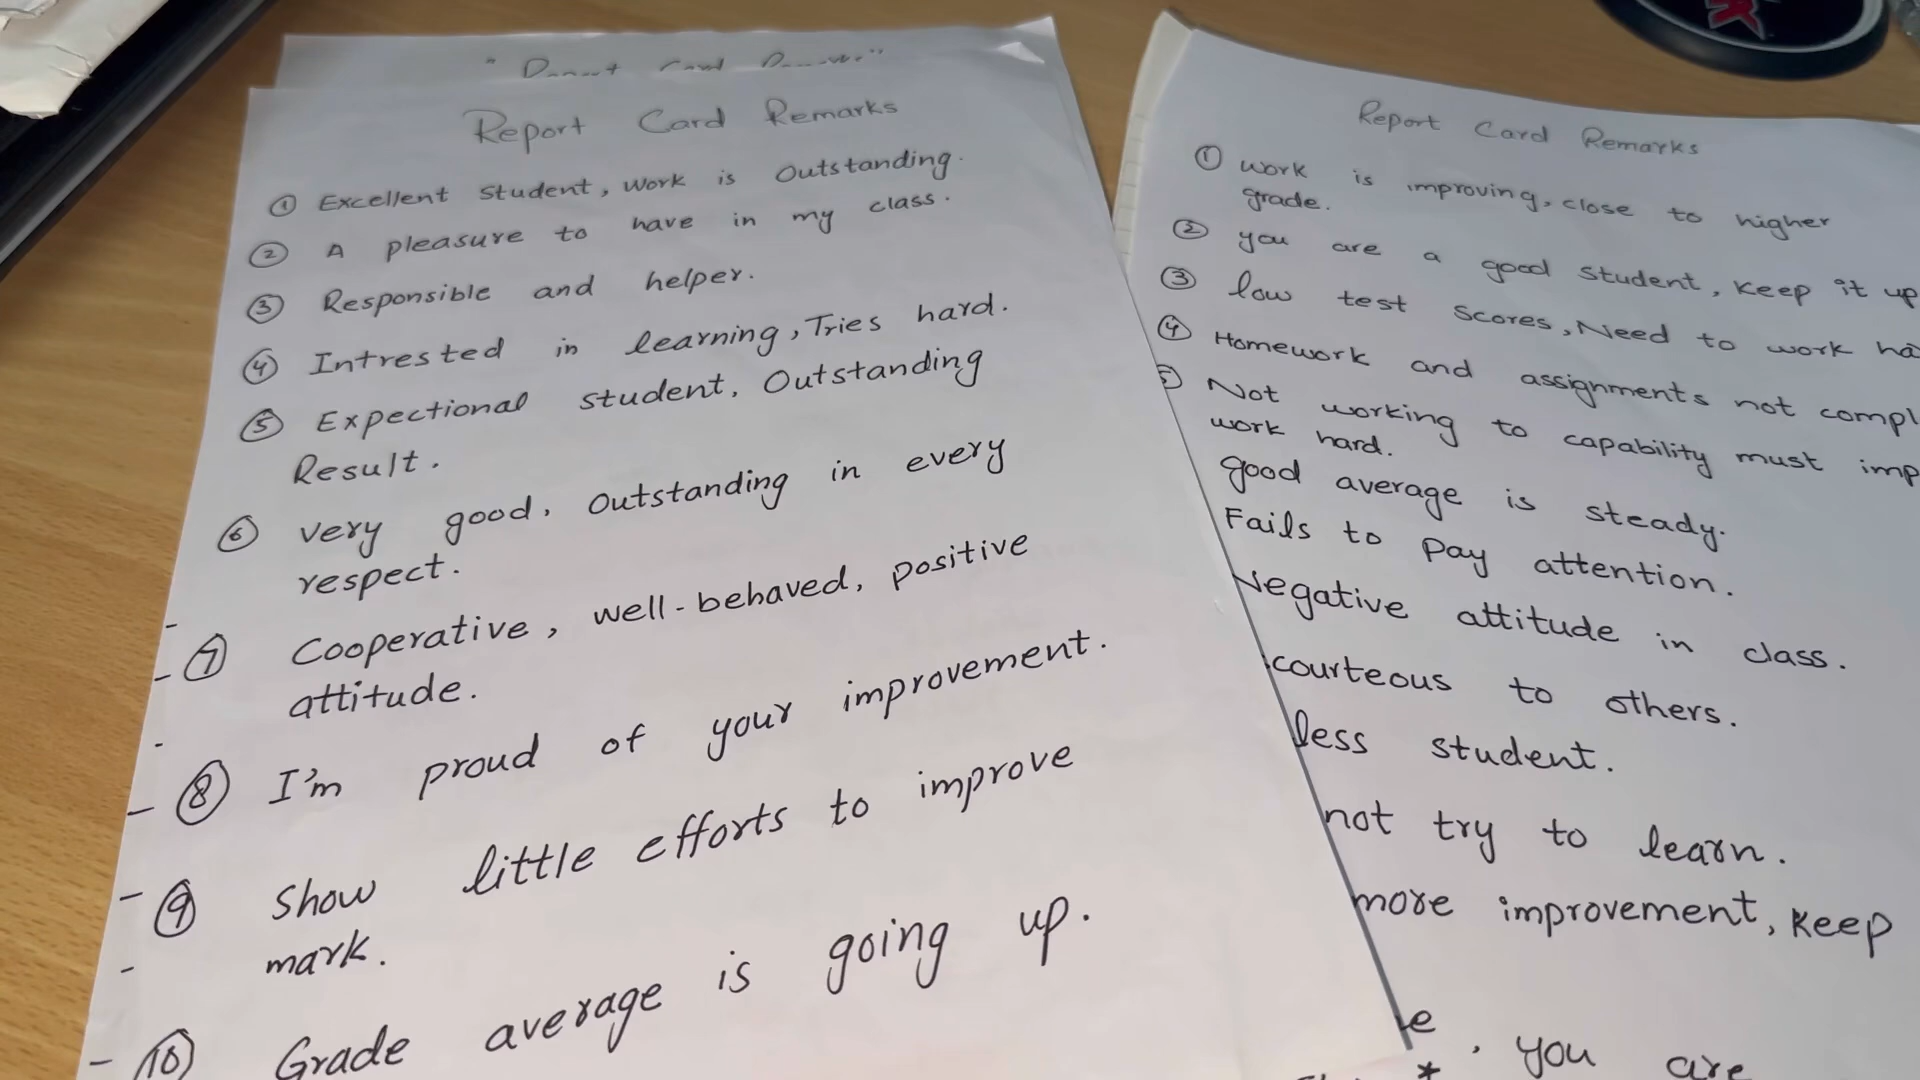 Report Card Remarks
① Excellent Student, Work is Outstanding.
② A pleasure to have in my class.
③ Responsible and helper.
④ Intrested in learning, Tries hard.
⑤ Expectional student, Outstanding
Result.
⑥ very good, Outstanding in every
respect.
⑦ Cooperative, well-behaved, positive
attitude.
⑧ I'm proud of your improvement.
⑨ Show little efforts to improve
mark.
⑩ Grade average is going up.
Report Card Remarks
① work is improving, close to higher
grade.
② you are a good student, keep it up
③ low test scores, Need to work
④ Homework and assignments not
⑤ Not working to capability must
work hard.
good average is steady.
Fails to pay attention.
Negative attitude in class.
courteous to others.
less student.
not try to learn.
more improvement, keep
you are